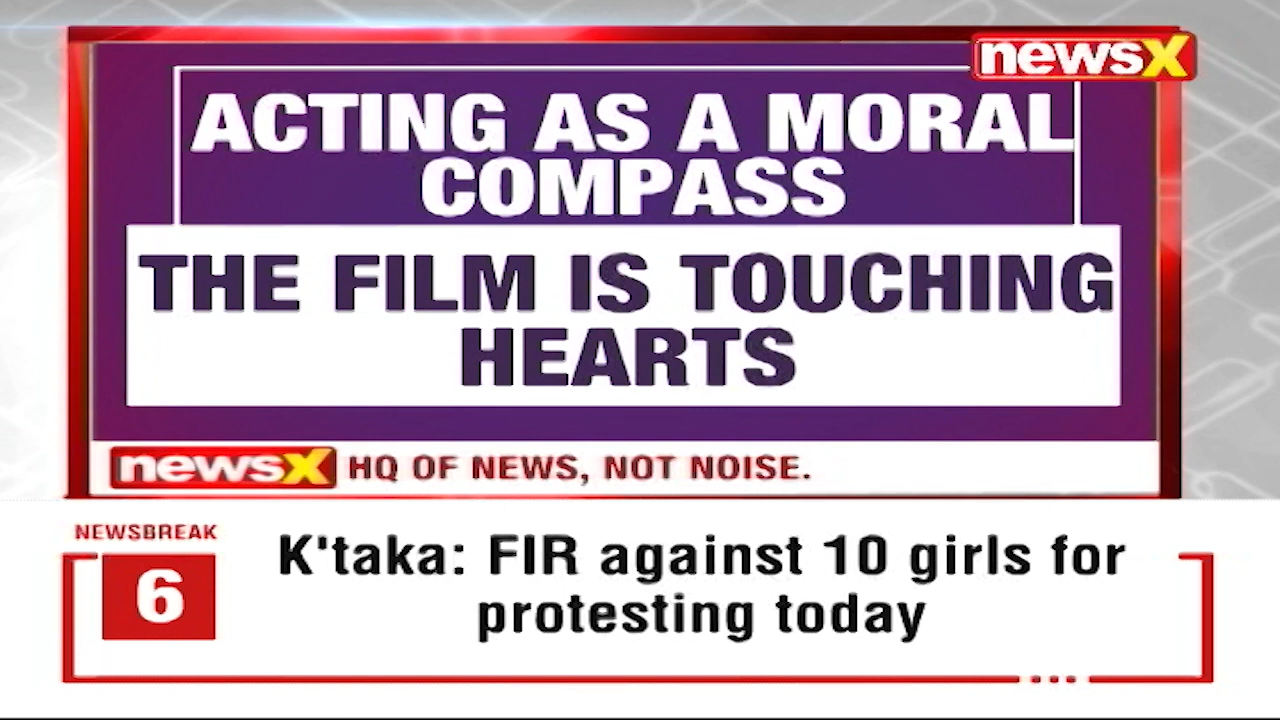 newsX
ACTING AS A MORAL
COMPASS
THE FILM IS TOUCHING
HEARTS
newsX HQ OF NEWS, NOT NOISE.
NEWSBREAK
6
K'taka: FIR against 10 girls for
protesting today